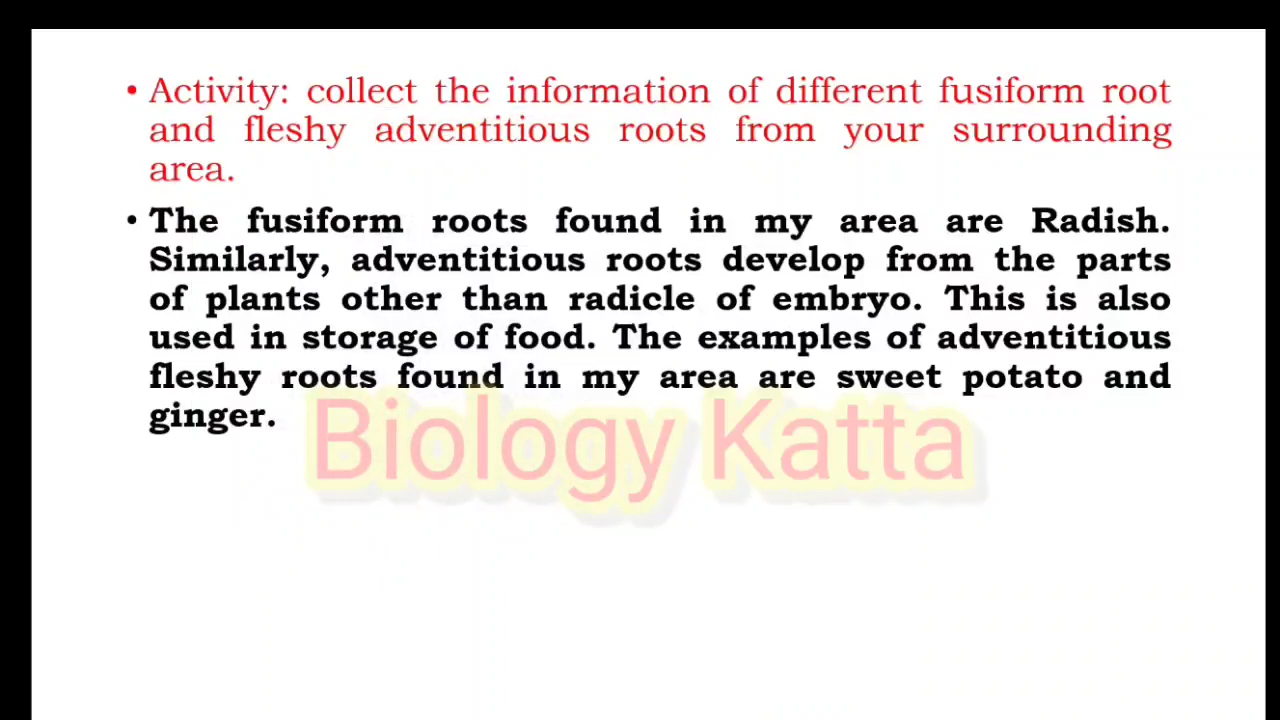 • Activity: collect the information of different fusiform root
and fleshy adventitious roots from your surrounding
area.
• The fusiform roots found in my area are Radish.
Similarly, adventitious roots develop from the parts
of plants other than radicle of embryo. This is also
used in storage of food. The examples of adventitious
fleshy roots found in my area are sweet potato and
ginger.
Biology Katta